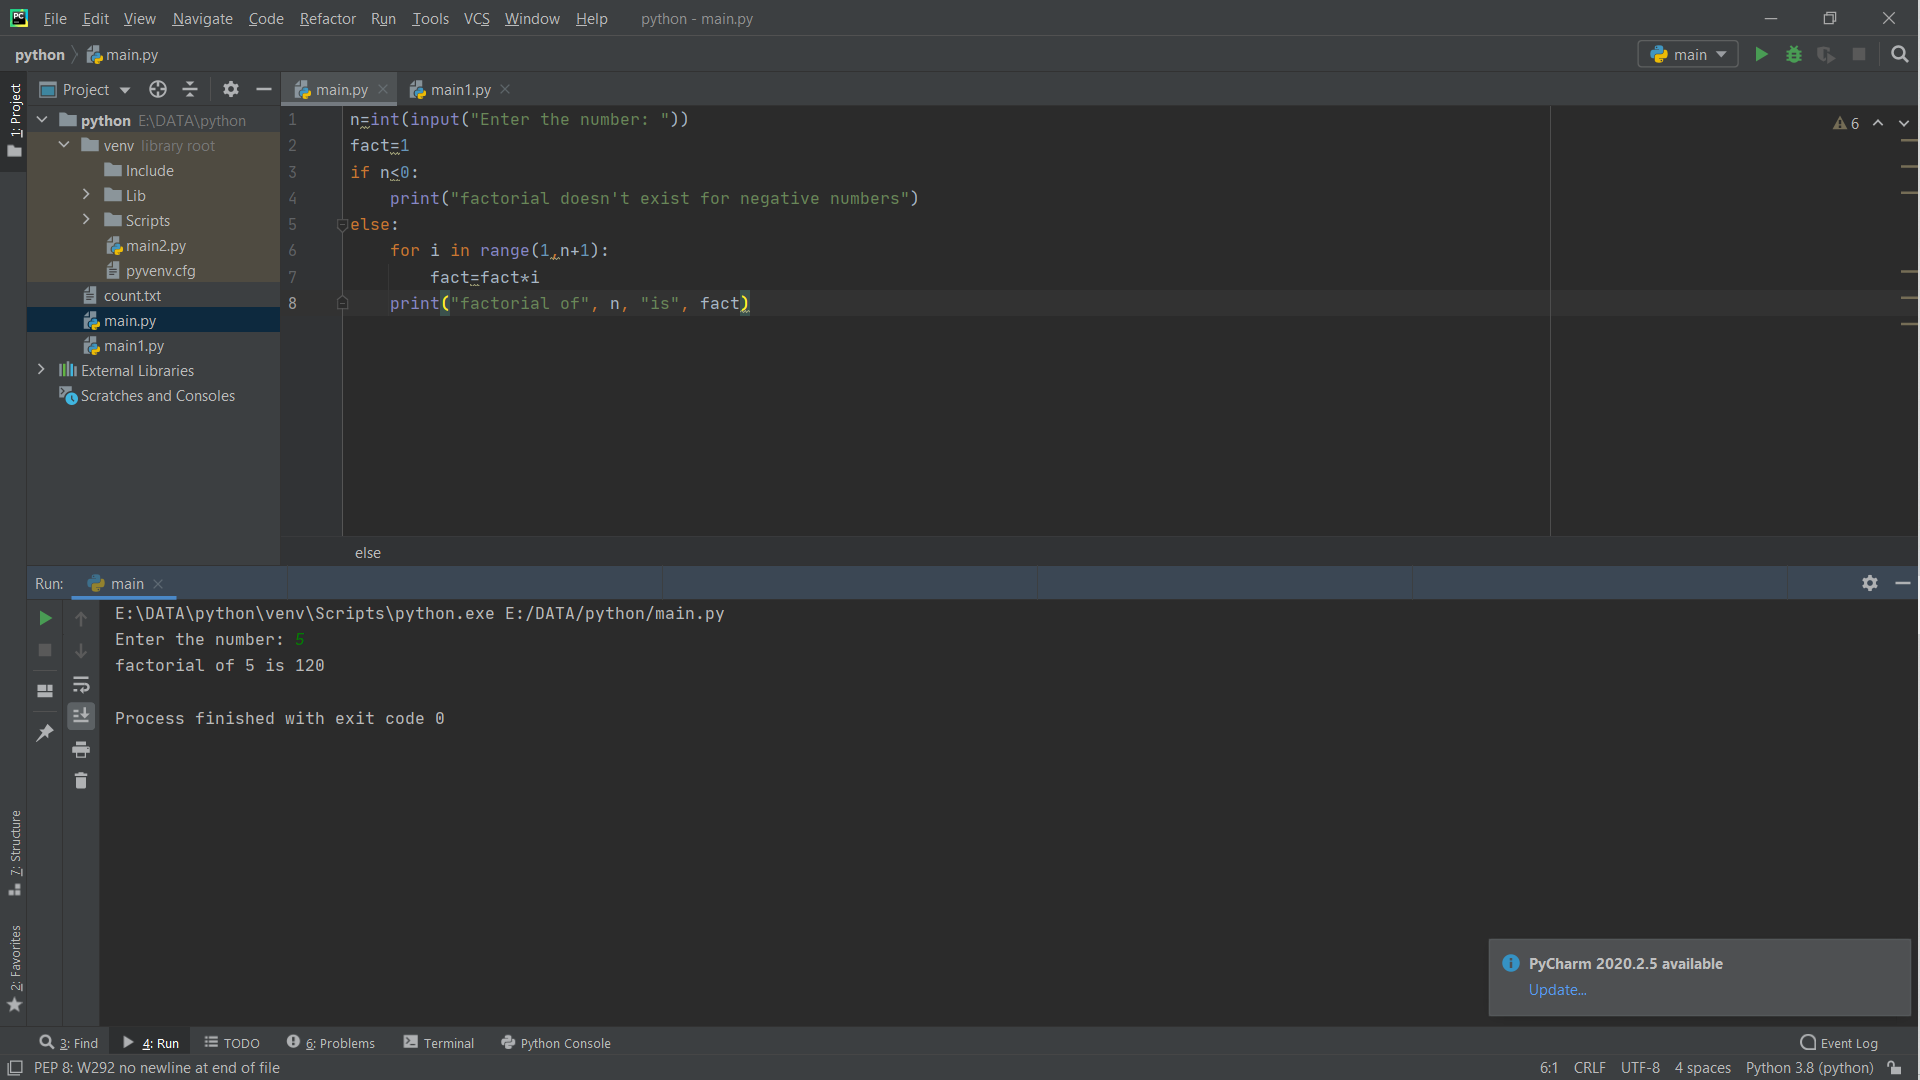 File Edit View Navigate Code Refactor Run Tools VCS Window Help python - main.py
python main.py
main
1: Project
Project
main.py
main1.py
python E:\DATA\python
venv library root
Include
Lib
Scripts
main2.py
pyvenv.cfg
count.txt
main.py
main1.py
External Libraries
Scratches and Consoles
1 n=int(input("Enter the number: "))
2 fact=1
3 if n<0:
4 print("factorial doesn't exist for negative numbers")
5 else:
6 for i in range(1,n+1):
7 fact=fact*i
8 print("factorial of", n, "is", fact)
6
else
Run: main
E:\DATA\python\venv\Scripts\python.exe E:/DATA/python/main.py
Enter the number: 5
factorial of 5 is 120
Process finished with exit code 0
7: Structure
2: Favorites
PyCharm 2020.2.5 available
Update...
3: Find 4: Run TODO 6: Problems Terminal Python Console Event Log
PEP 8: W292 no newline at end of file 6:1 CRLF UTF-8 4 spaces Python 3.8 (python)